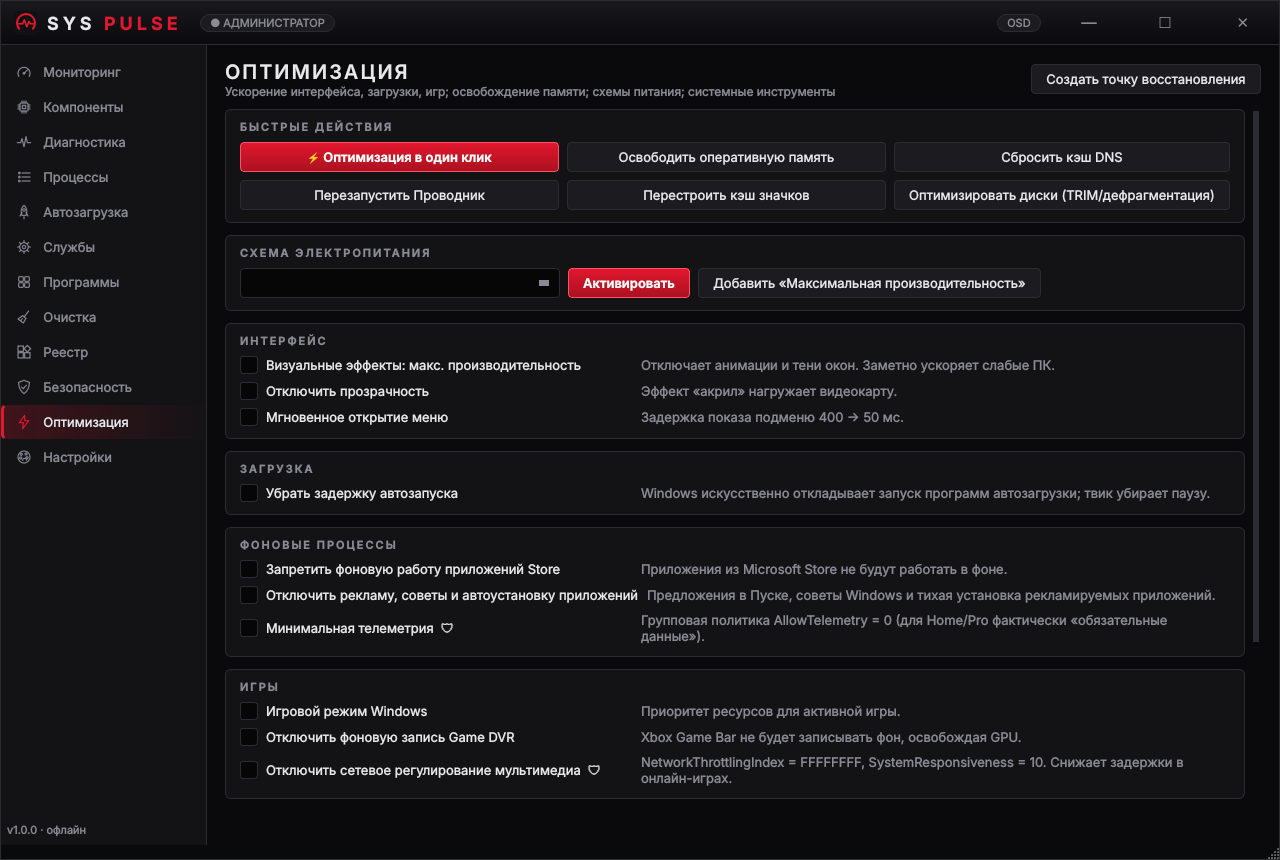 SYS PULSE
АДМИНИСТРАТОР
OSD
Мониторинг
Компоненты
Диагностика
Процессы
Автозагрузка
Службы
Программы
Очистка
Реестр
Безопасность
Оптимизация
Настройки
v1.0.0 · офлайн
ОПТИМИЗАЦИЯ
Ускорение интерфейса, загрузки, игр; освобождение памяти; схемы питания; системные инструменты
Создать точку восстановления
БЫСТРЫЕ ДЕЙСТВИЯ
⚡ Оптимизация в один клик
Освободить оперативную память
Сбросить кэш DNS
Перезапустить Проводник
Перестроить кэш значков
Оптимизировать диски (TRIM/дефрагментация)
СХЕМА ЭЛЕКТРОПИТАНИЯ
Активировать
Добавить «Максимальная производительность»
ИНТЕРФЕЙС
Визуальные эффекты: макс. производительность
Отключает анимации и тени окон. Заметно ускоряет слабые ПК.
Отключить прозрачность
Эффект «акрил» нагружает видеокарту.
Мгновенное открытие меню
Задержка показа подменю 400 → 50 мс.
ЗАГРУЗКА
Убрать задержку автозапуска
Windows искусственно откладывает запуск программ автозагрузки; твик убирает паузу.
ФОНОВЫЕ ПРОЦЕССЫ
Запретить фоновую работу приложений Store
Приложения из Microsoft Store не будут работать в фоне.
Отключить рекламу, советы и автоустановку приложений
Предложения в Пуске, советы Windows и тихая установка рекламируемых приложений.
Минимальная телеметрия 🛡
Групповая политика AllowTelemetry = 0 (для Home/Pro фактически «обязательные
данные»).
ИГРЫ
Игровой режим Windows
Приоритет ресурсов для активной игры.
Отключить фоновую запись Game DVR
Xbox Game Bar не будет записывать фон, освобождая GPU.
Отключить сетевое регулирование мультимедиа 🛡
NetworkThrottlingIndex = FFFFFFFF, SystemResponsiveness = 10. Снижает задержки в
онлайн-играх.